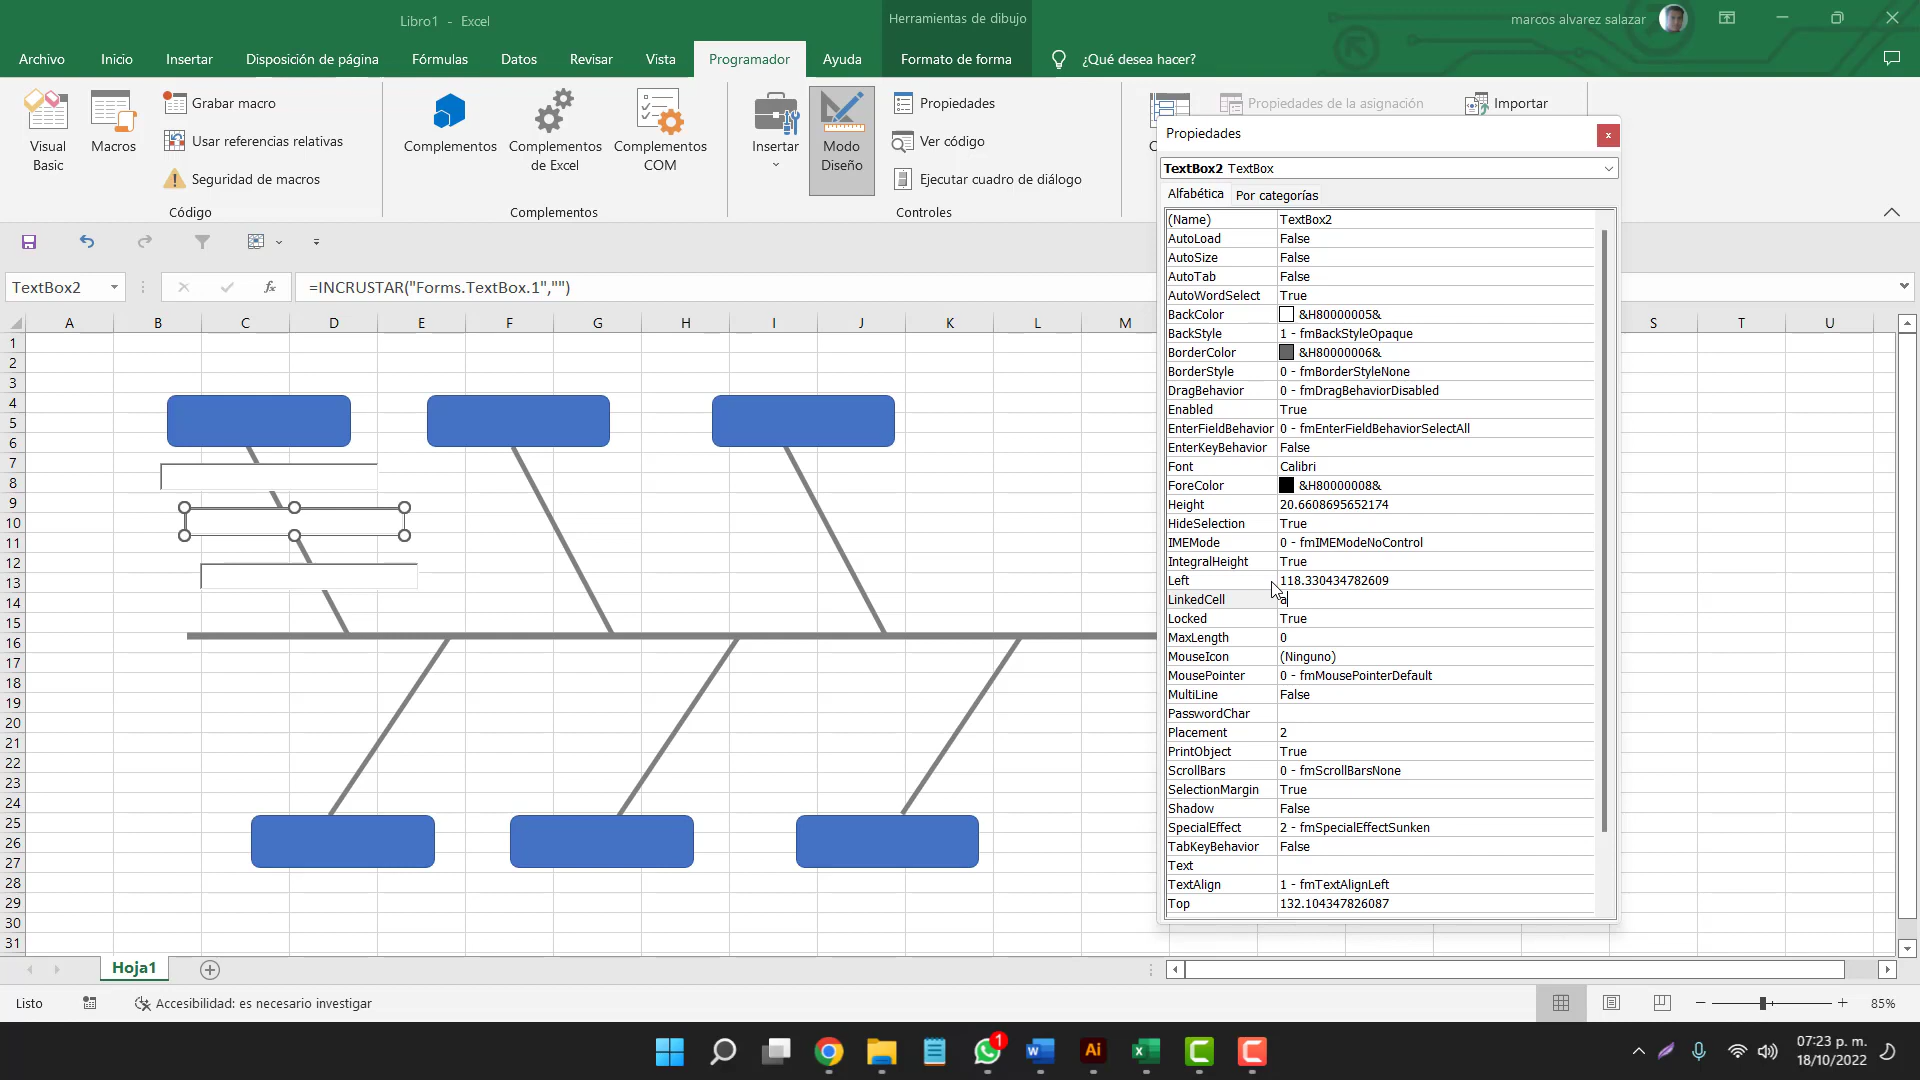 Libro1 - Excel
Herramientas de dibujo
marcos alvarez salazar
Archivo
Inicio
Insertar
Disposición de página
Fórmulas
Datos
Revisar
Vista
Programador
Ayuda
Formato de forma
¿Qué desea hacer?
Visual Basic
Macros
Grabar macro
Usar referencias relativas
Seguridad de macros
Código
Complementos
Complementos de Excel
Complementos COM
Complementos
Insertar
Modo Diseño
Propiedades
Ver código
Ejecutar cuadro de diálogo
Controles
Propiedades de la asignación
Importar
TextBox2
fx
=INCRUSTAR("Forms.TextBox.1","")
A B C D E F G H I J K L M S T U
1
2
3
4
5
6
7
8
9
10
11
12
13
14
15
16
17
18
19
20
21
22
23
24
25
26
27
28
29
30
31
Propiedades
x
TextBox2 TextBox
Alfabética
Por categorías
(Name) TextBox2
AutoLoad False
AutoSize False
AutoTab False
AutoWordSelect True
BackColor &H80000005&
BackStyle 1 - fmBackStyleOpaque
BorderColor &H80000006&
BorderStyle 0 - fmBorderStyleNone
DragBehavior 0 - fmDragBehaviorDisabled
Enabled True
EnterFieldBehavior 0 - fmEnterFieldBehaviorSelectAll
EnterKeyBehavior False
Font Calibri
ForeColor &H80000008&
Height 20.6608695652174
HideSelection True
IMEMode 0 - fmIMEModeNoControl
IntegralHeight True
Left 118.330434782609
LinkedCell a
Locked True
MaxLength 0
MouseIcon (Ninguno)
MousePointer 0 - fmMousePointerDefault
MultiLine False
PasswordChar
Placement 2
PrintObject True
ScrollBars 0 - fmScrollBarsNone
SelectionMargin True
Shadow False
SpecialEffect 2 - fmSpecialEffectSunken
TabKeyBehavior False
Text
TextAlign 1 - fmTextAlignLeft
Top 132.104347826087
Hoja1
Listo
Accesibilidad: es necesario investigar
85%
1
W
Ai
X
C
C
07:23 p. m.
18/10/2022